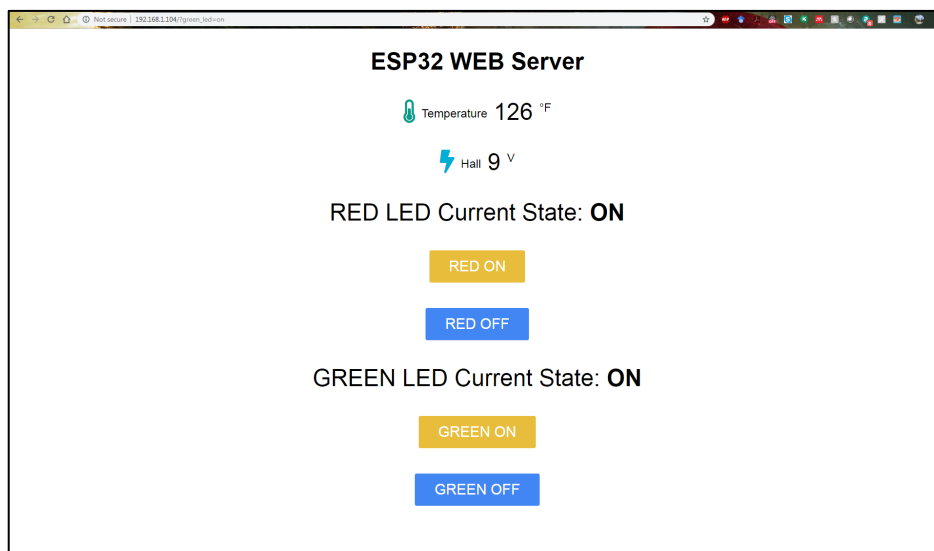 Not secure | 192.168.1.104/?green_led=on
ESP32 WEB Server
Temperature 126 °F
Hall 9 V
RED LED Current State: ON
RED ON
RED OFF
GREEN LED Current State: ON
GREEN ON
GREEN OFF